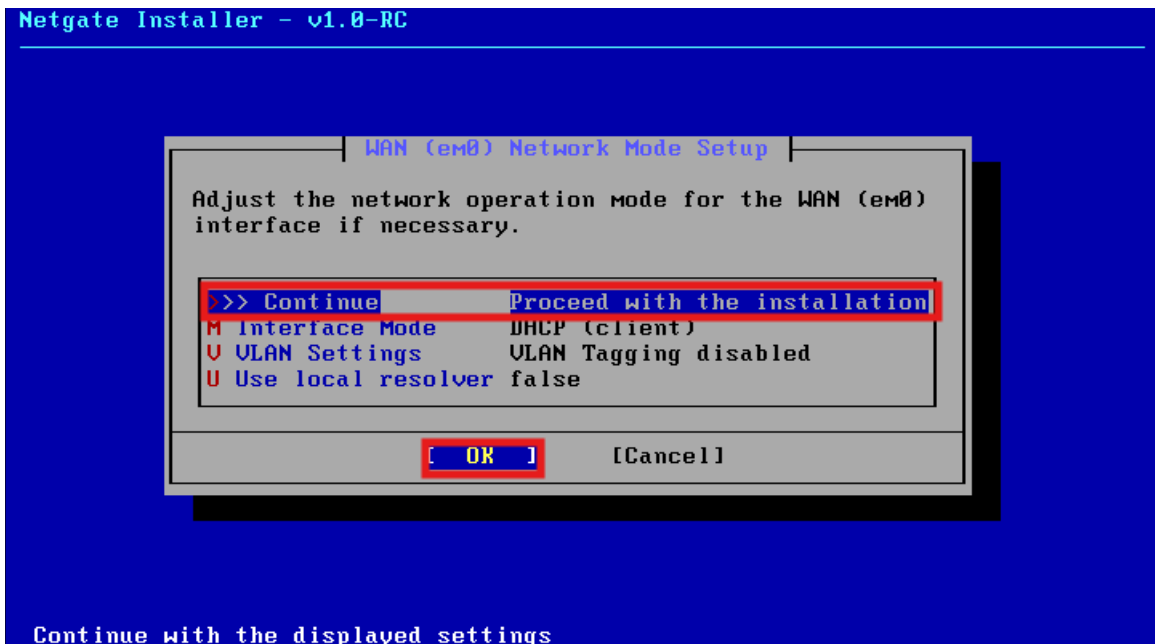 Netgate Installer - v1.0-RC
WAN (em0) Network Mode Setup
Adjust the network operation mode for the WAN (em0)
interface if necessary.
>>> Continue Proceed with the installation
M Interface Mode DHCP (client)
V VLAN Settings VLAN Tagging disabled
U Use local resolver false
[ OK ] [Cancel]
Continue with the displayed settings